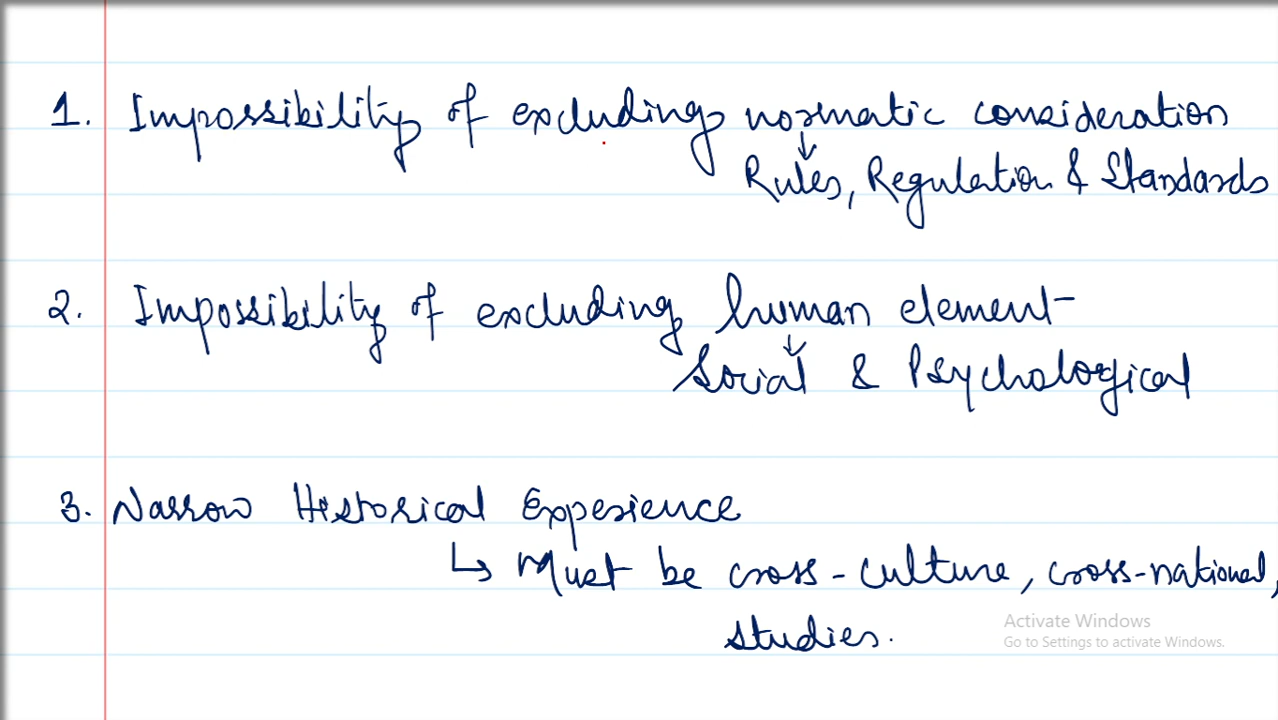 1. Impossibility of excluding normatic consideration
↓
Rules, Regulation & Standards
2. Impossibility of excluding human element
↓
Social & Psychological
3. Narrow Historical Experience
↳ Must be cross-culture, cross-national,
studies.
Activate Windows
Go to Settings to activate Windows.